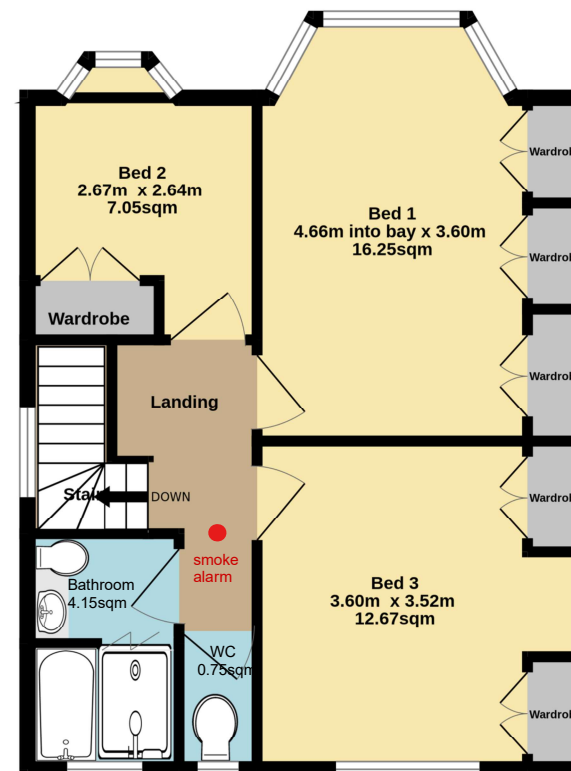 Bed 2
2.67m x 2.64m
7.05sqm
Wardrobe
Bed 1
4.66m into bay x 3.60m
16.25sqm
Wardrob
Wardrob
Wardrob
Landing
Stai
DOWN
smoke
alarm
Bathroom
4.15sqm
WC
0.75sqm
Bed 3
3.60m x 3.52m
12.67sqm
Wardrob
Wardrob